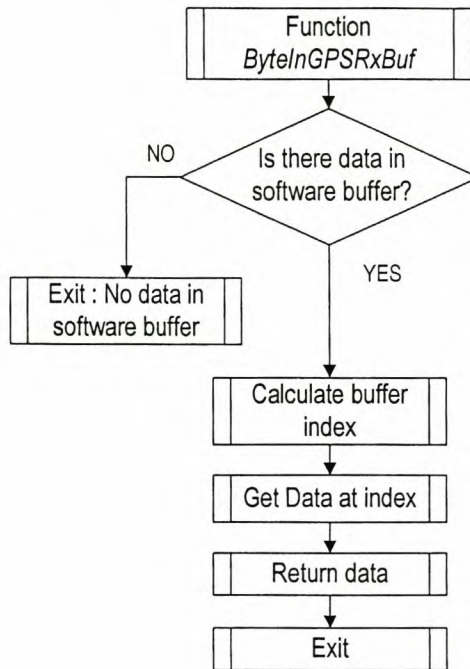 Function
ByteInGPSRxBuf
Is there data in
software buffer?
NO
YES
Exit : No data in
software buffer
Calculate buffer
index
Get Data at index
Return data
Exit